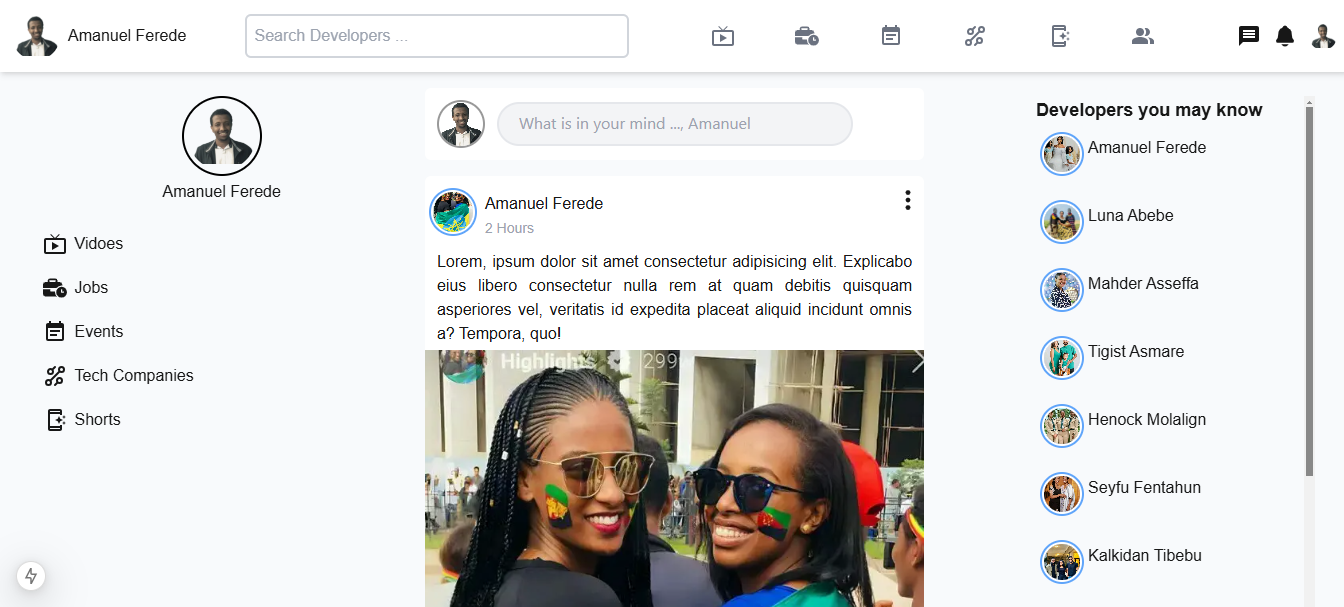 Amanuel Ferede
Search Developers ...
Amanuel Ferede
Vidoes
Jobs
Events
Tech Companies
Shorts
What is in your mind ..., Amanuel
Amanuel Ferede
2 Hours
Lorem, ipsum dolor sit amet consectetur adipisicing elit. Explicabo
eius libero consectetur nulla rem at quam debitis quisquam
asperiores vel, veritatis id expedita placeat aliquid incidunt omnis
a? Tempora, quo!
Highlights 299
Developers you may know
Amanuel Ferede
Luna Abebe
Mahder Asseffa
Tigist Asmare
Henock Molalign
Seyfu Fentahun
Kalkidan Tibebu